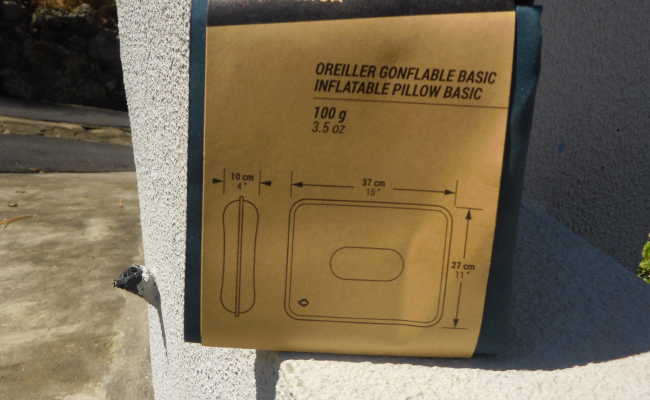 OREILLER GONFLABLE BASIC
INFLATABLE PILLOW BASIC
100 g
3.5 oz
10 cm
4"
37 cm
15"
27 cm
11"